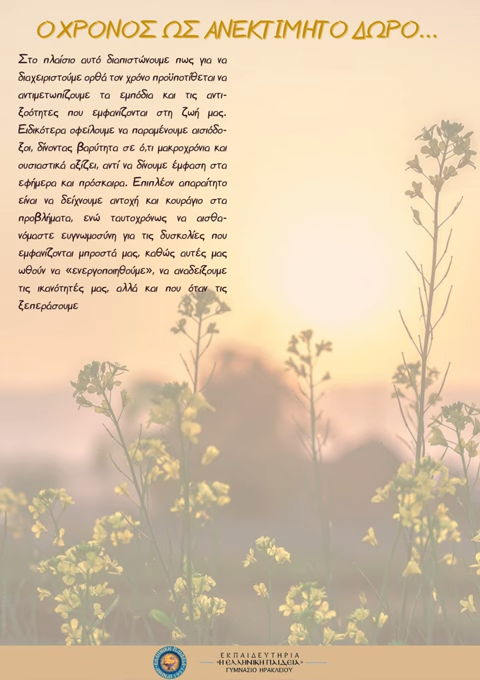 Ο ΧΡΟΝΟΣ ΩΣ ΑΝΕΚΤΙΜΗΤΟ ΔΩΡΟ...
Στο πλαίσιο αυτό διαπιστώνουμε πως για να
διαχειριστούμε ορθά τον χρόνο προϋποτίθεται να
αντιμετωπίζουμε τα εμπόδια και τις αντι-
ξοότητες που εμφανίζονται στη ζωή μας.
Ειδικότερα οφείλουμε να παραμένουμε αισιόδο-
ξοι, δίνοντας βαρύτητα σε ό,τι μακροχρόνια και
ουσιαστικά αξίζει, αντί να δίνουμε έμφαση στα
εφήμερα και πρόσκαιρα. Επιπλέον απαραίτητο
είναι να δείχνουμε αντοχή και κουράγιο στα
προβλήματα, ενώ ταυτοχρόνως να αισθα-
νόμαστε ευγνωμοσύνη για τις δυσκολίες που
εμφανίζονται μπροστά μας, καθώς αυτές μας
ωθούν να «ενεργοποιηθούμε», να αναδείξουμε
τις ικανότητές μας, αλλά και που όταν τις
ξεπεράσουμε
ΕΚΠΑΙΔΕΥΤΗΡΙΑ
«Η ΕΛΛΗΝΙΚΗ ΠΑΙΔΕΙΑ»
ΓΥΜΝΑΣΙΟ ΗΡΑΚΛΕΙΟΥ